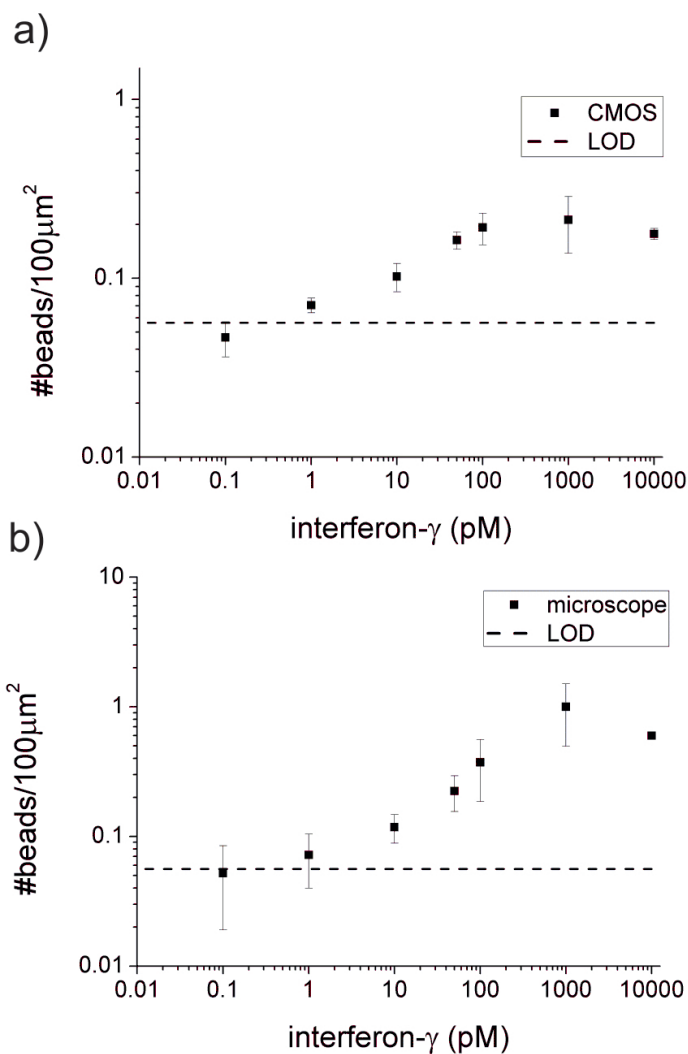 a)
1
0.1
0.01
#beads/100μm²
CMOS
LOD
0.01 0.1 1 10 100 1000 10000
interferon-γ (pM)
b)
10
1
0.1
0.01
#beads/100μm²
microscope
LOD
0.01 0.1 1 10 100 1000 10000
interferon-γ (pM)